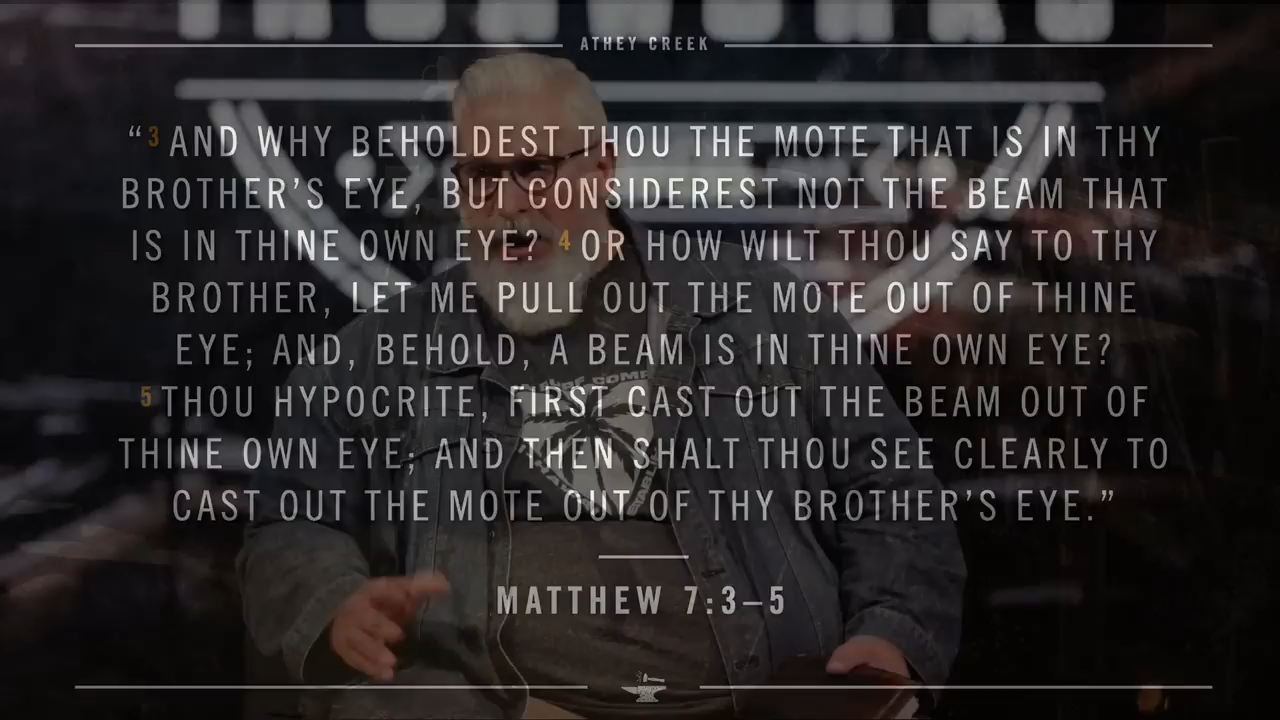 ATHEY CREEK
“3 AND WHY BEHOLDEST THOU THE MOTE THAT IS IN THY
BROTHER’S EYE, BUT CONSIDEREST NOT THE BEAM THAT
IS IN THINE OWN EYE? 4 OR HOW WILT THOU SAY TO THY
BROTHER, LET ME PULL OUT THE MOTE OUT OF THINE
EYE; AND, BEHOLD, A BEAM IS IN THINE OWN EYE?
5 THOU HYPOCRITE, FIRST CAST OUT THE BEAM OUT OF
THINE OWN EYE; AND THEN SHALT THOU SEE CLEARLY TO
CAST OUT THE MOTE OUT OF THY BROTHER’S EYE.”
MATTHEW 7:3–5